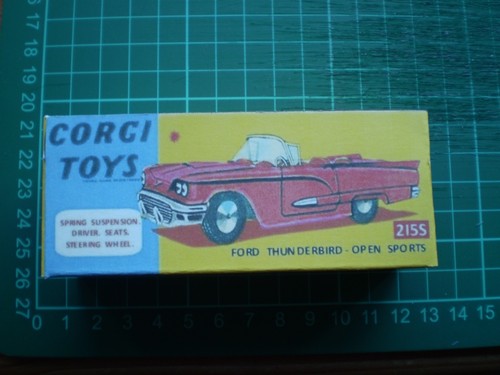 CORGI
TOYS
SPRING SUSPENSION.
DRIVER. SEATS.
STEERING WHEEL.
215S
FORD THUNDERBIRD - OPEN SPORTS
17
18
19
20
21
22
23
24
25
26
27
0 1 2 3 4 5 6 7 8 9 10 11 12 13 14 15